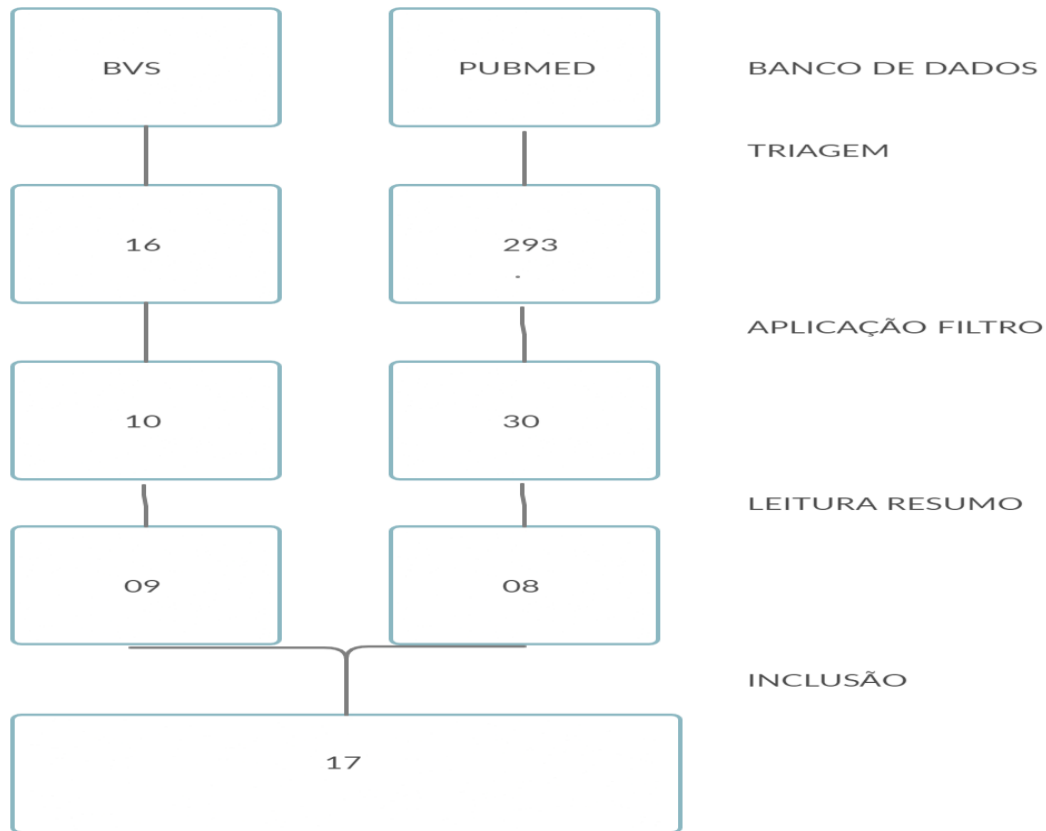 BVS PUBMED BANCO DE DADOS
TRIAGEM
16 293
.
APLICAÇÃO FILTRO
10 30
LEITURA RESUMO
09 08
INCLUSÃO
17